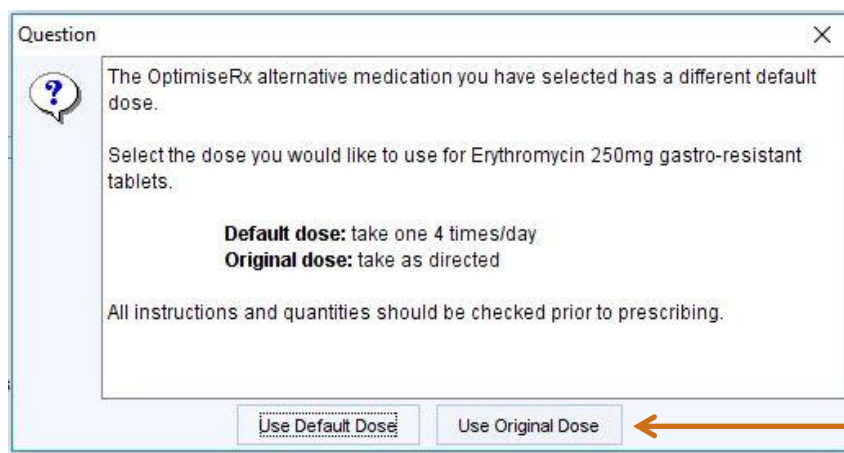 Question
The OptimiseRx alternative medication you have selected has a different default
dose.
Select the dose you would like to use for Erythromycin 250mg gastro-resistant
tablets.
Default dose: take one 4 times/day
Original dose: take as directed
All instructions and quantities should be checked prior to prescribing.
Use Default Dose
Use Original Dose